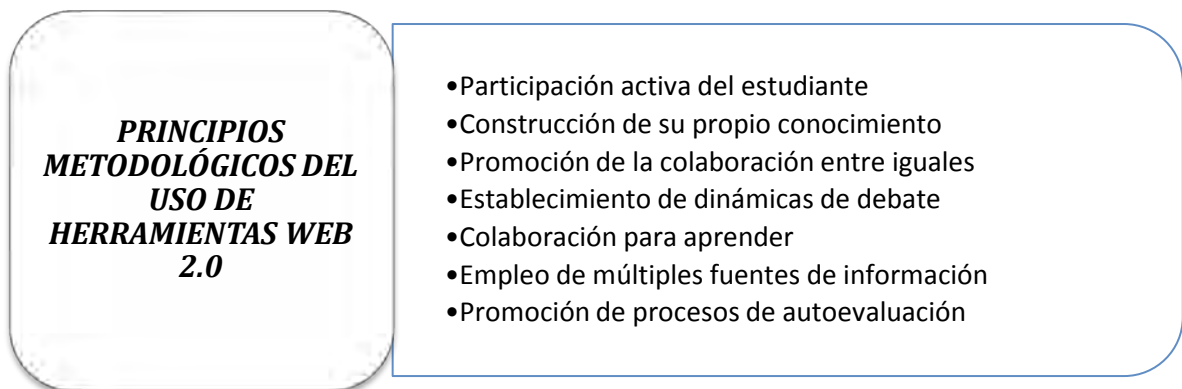 PRINCIPIOS
METODOLÓGICOS DEL
USO DE
HERRAMIENTAS WEB
2.0
•Participación activa del estudiante
•Construcción de su propio conocimiento
•Promoción de la colaboración entre iguales
•Establecimiento de dinámicas de debate
•Colaboración para aprender
•Empleo de múltiples fuentes de información
•Promoción de procesos de autoevaluación